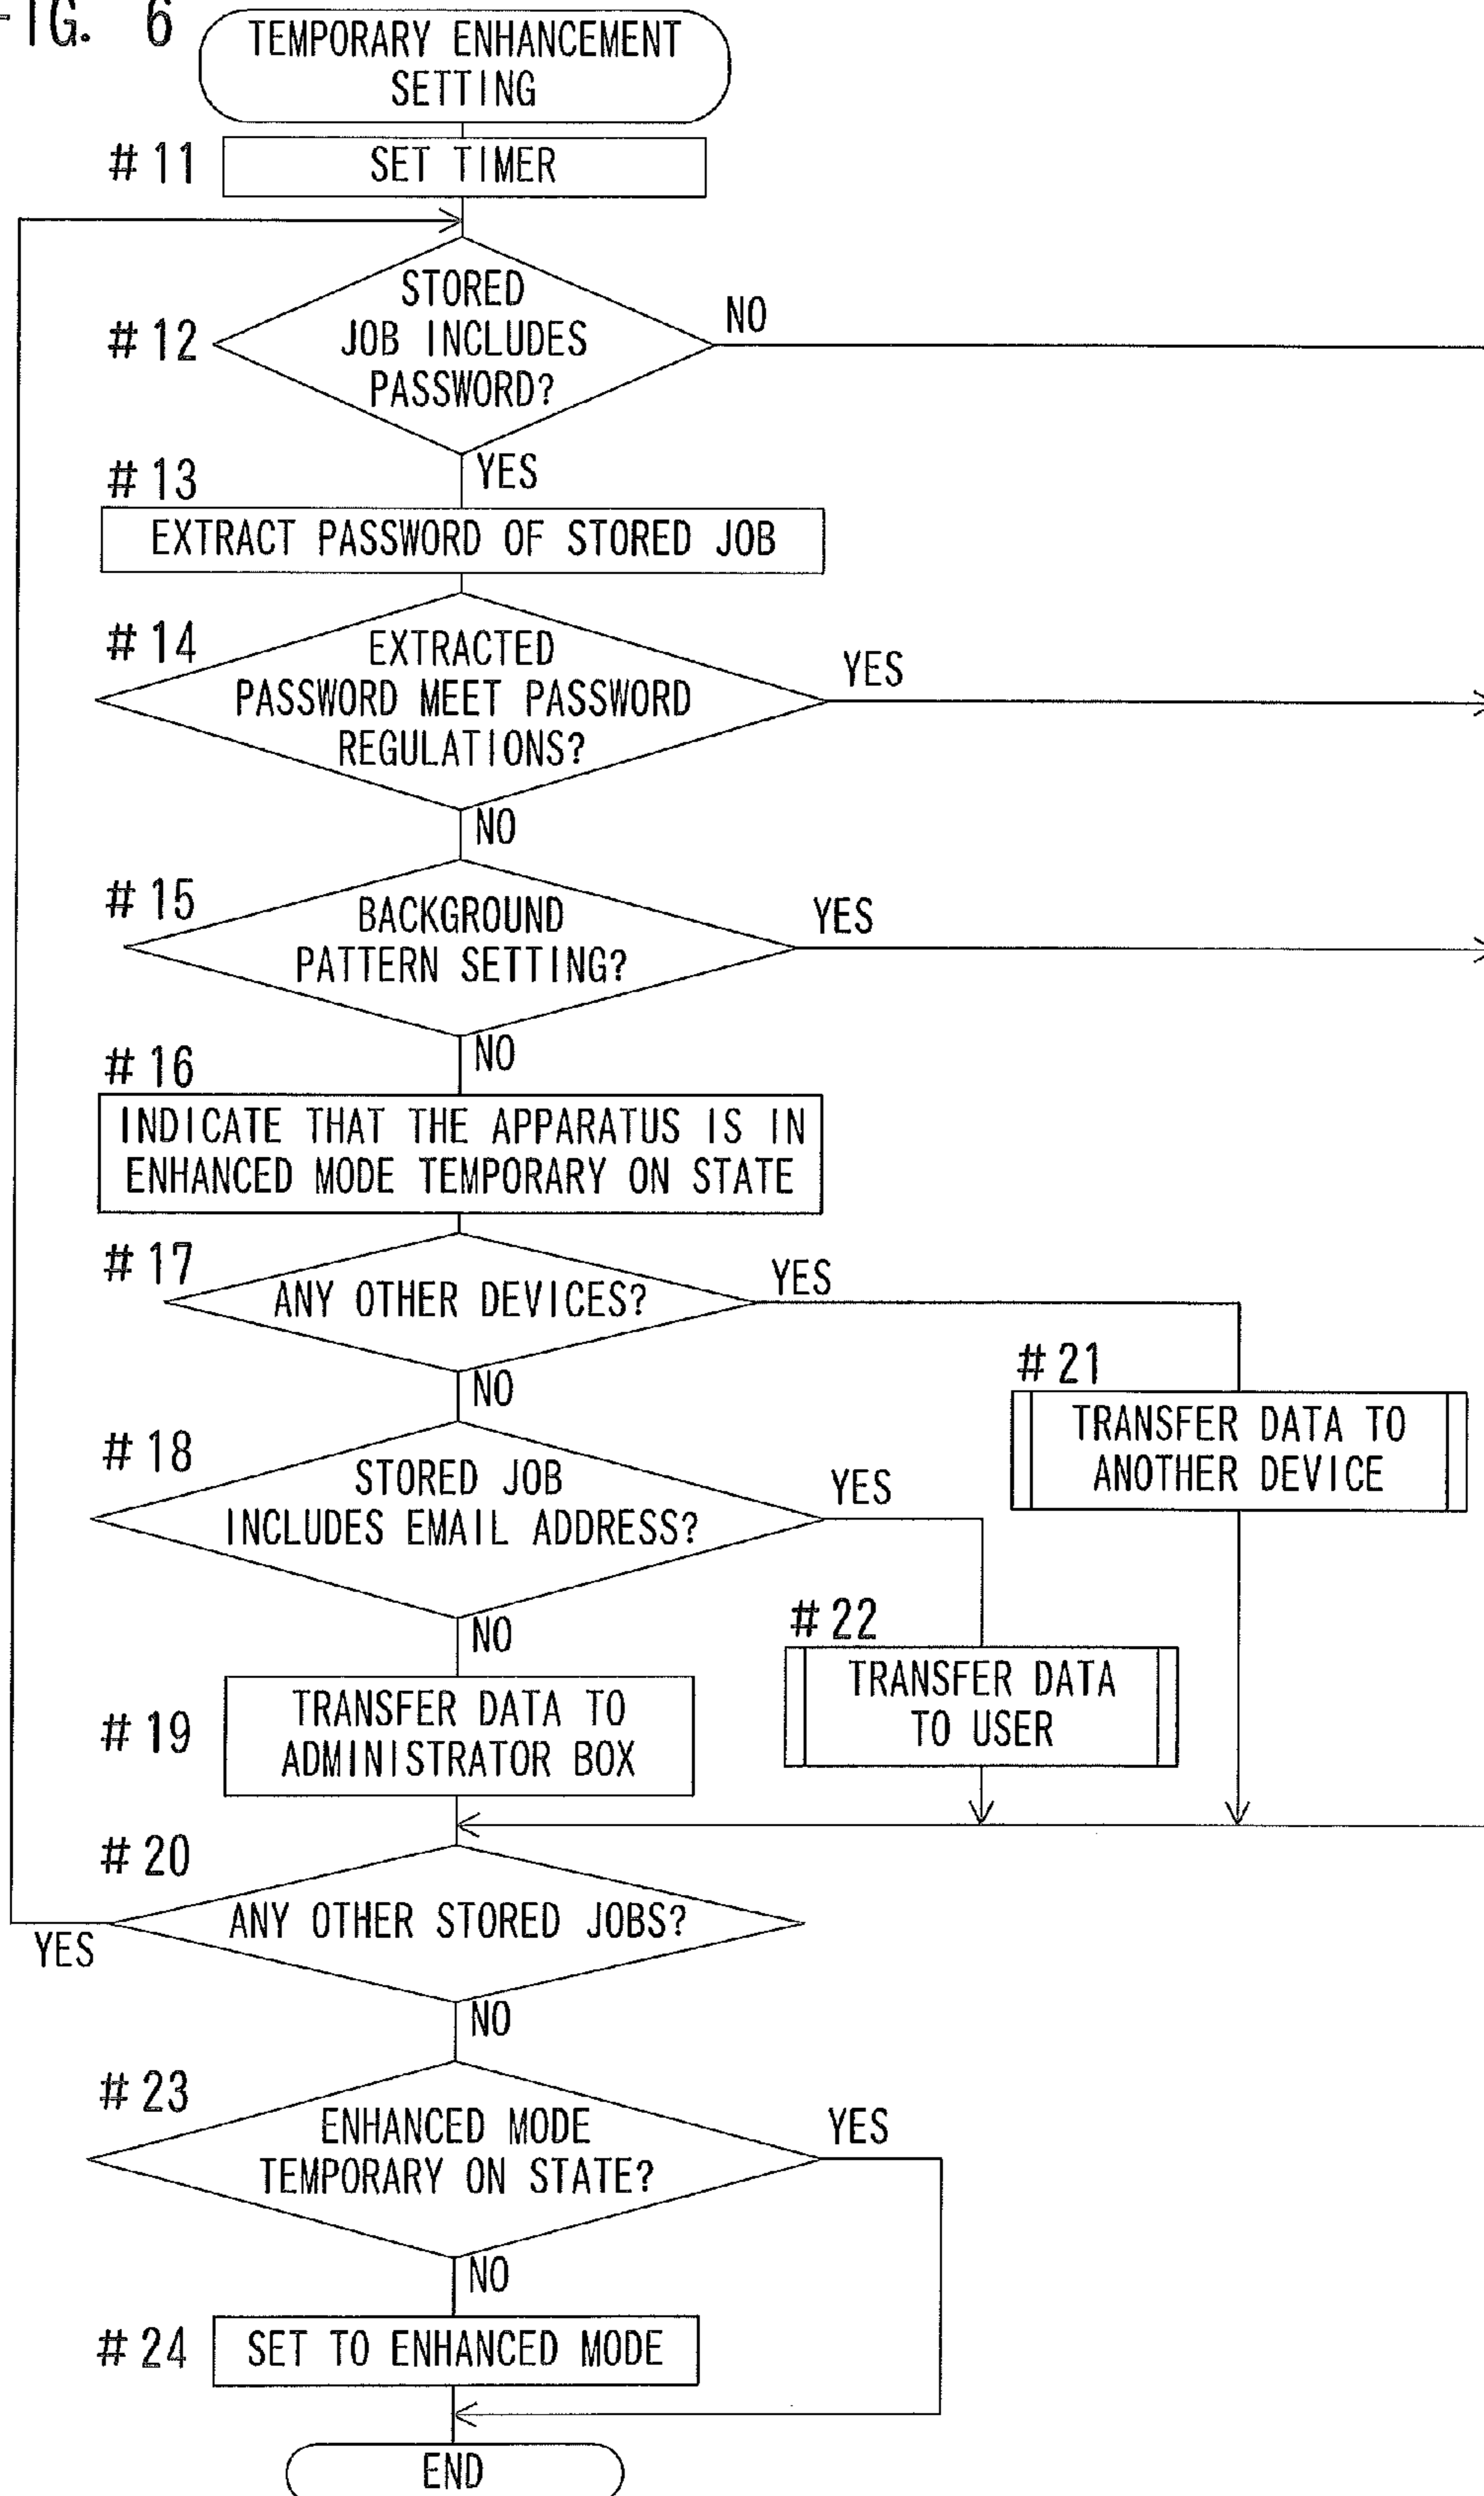 FIG. 6
TEMPORARY ENHANCEMENT
SETTING
#11
SET TIMER
#12
STORED
JOB INCLUDES
PASSWORD?
NO
YES
#13
EXTRACT PASSWORD OF STORED JOB
#14
EXTRACTED
PASSWORD MEET PASSWORD
REGULATIONS?
YES
NO
#15
BACKGROUND
PATTERN SETTING?
YES
NO
#16
INDICATE THAT THE APPARATUS IS IN
ENHANCED MODE TEMPORARY ON STATE
#17
ANY OTHER DEVICES?
YES
NO
#21
TRANSFER DATA TO
ANOTHER DEVICE
#18
STORED JOB
INCLUDES EMAIL ADDRESS?
YES
NO
#22
TRANSFER DATA
TO USER
#19
TRANSFER DATA TO
ADMINISTRATOR BOX
#20
ANY OTHER STORED JOBS?
YES
NO
#23
ENHANCED MODE
TEMPORARY ON STATE?
YES
NO
#24
SET TO ENHANCED MODE
END